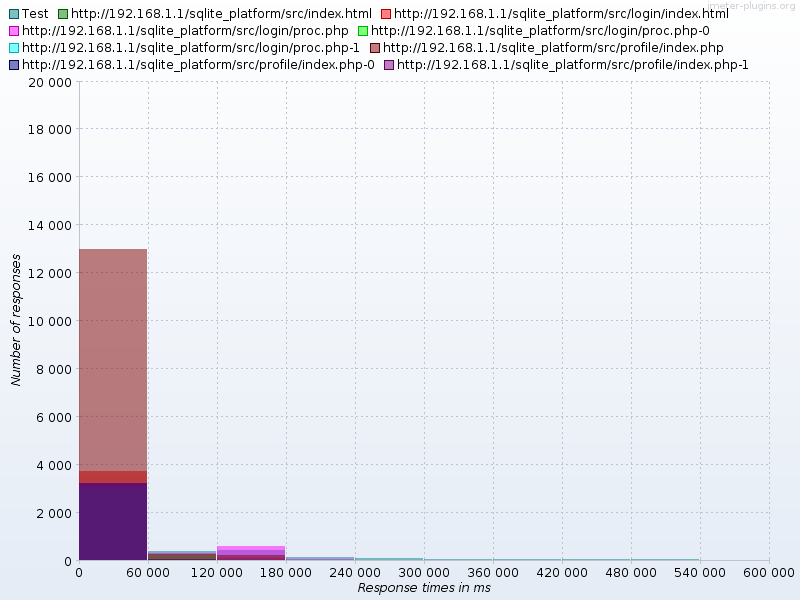 jmeter-plugins.org
Test http://192.168.1.1/sqlite_platform/src/index.html http://192.168.1.1/sqlite_platform/src/login/index.html
http://192.168.1.1/sqlite_platform/src/login/proc.php http://192.168.1.1/sqlite_platform/src/login/proc.php-0
http://192.168.1.1/sqlite_platform/src/login/proc.php-1 http://192.168.1.1/sqlite_platform/src/profile/index.php
http://192.168.1.1/sqlite_platform/src/profile/index.php-0 http://192.168.1.1/sqlite_platform/src/profile/index.php-1
20 000
18 000
16 000
14 000
12 000
10 000
8 000
6 000
4 000
2 000
0
Number of responses
0 60 000 120 000 180 000 240 000 300 000 360 000 420 000 480 000 540 000 600 000
Response times in ms